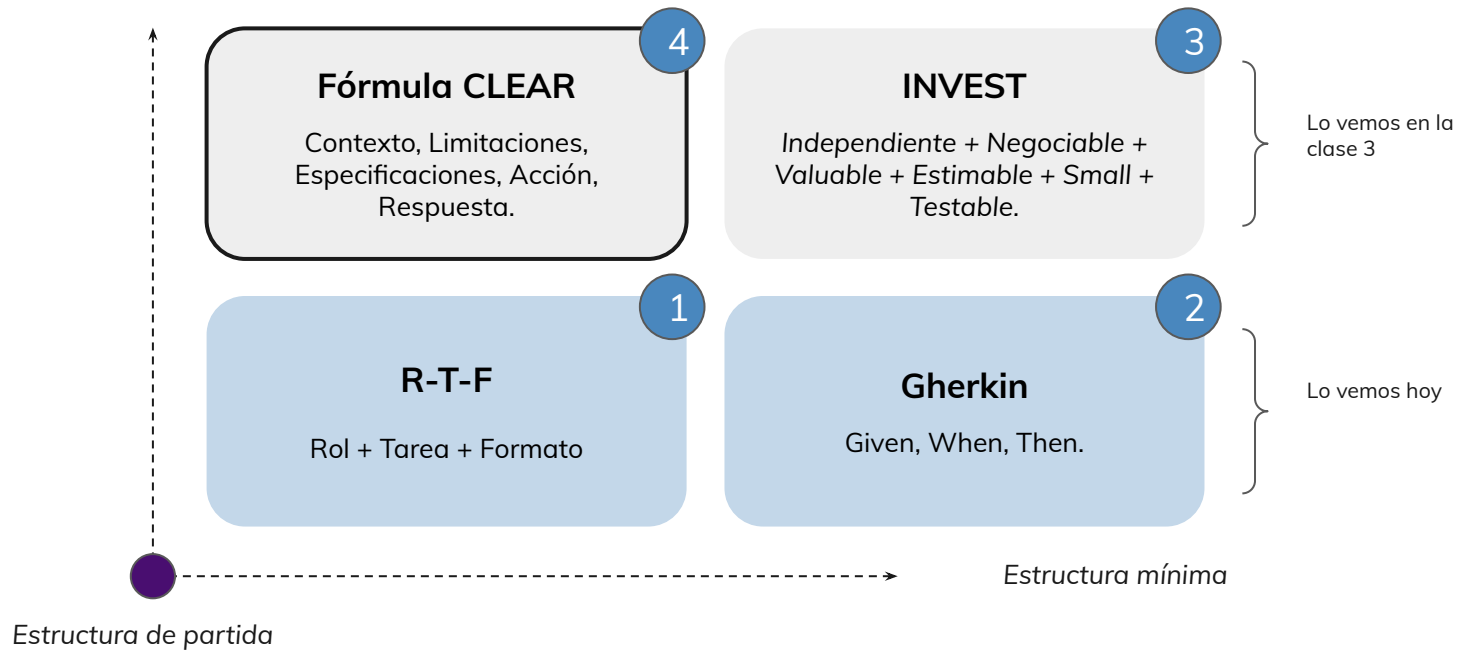 4
Fórmula CLEAR
Contexto, Limitaciones,
Especificaciones, Acción,
Respuesta.
3
INVEST
Independiente + Negociable +
Valuable + Estimable + Small +
Testable.
Lo vemos en la
clase 3
1
R-T-F
Rol + Tarea + Formato
2
Gherkin
Given, When, Then.
Lo vemos hoy
Estructura mínima
Estructura de partida